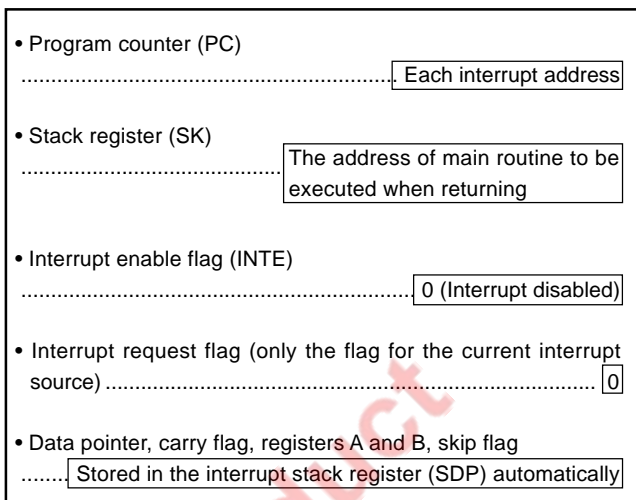 • Program counter (PC)
............................................................... Each interrupt address
• Stack register (SK)
............................................ The address of main routine to be
executed when returning
• Interrupt enable flag (INTE)
.................................................................. 0 (Interrupt disabled)
• Interrupt request flag (only the flag for the current interrupt
source) ................................................................................... 0
• Data pointer, carry flag, registers A and B, skip flag
........ Stored in the interrupt stack register (SDP) automatically